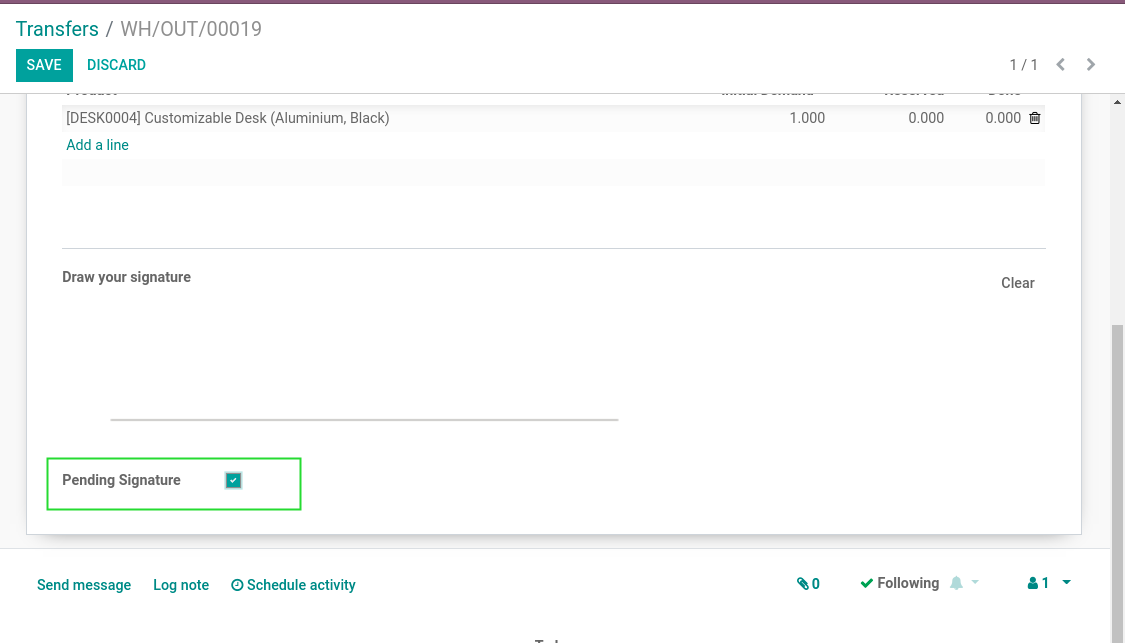 Transfers / WH/OUT/00019
SAVE DISCARD 1 / 1
Product Initial Demand Reserved Done
[DESK0004] Customizable Desk (Aluminium, Black) 1.000 0.000 0.000
Add a line
Draw your signature
Clear
Pending Signature
Send message Log note Schedule activity 0 Following 1